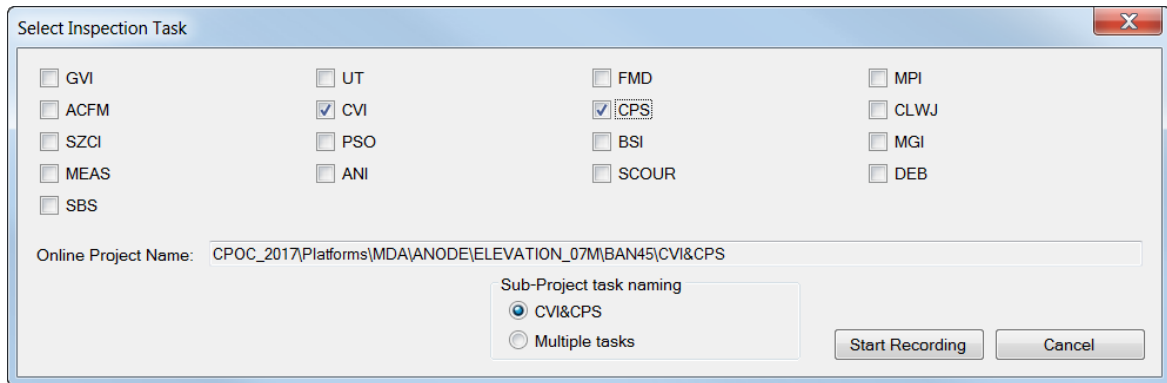 Select Inspection Task
GVI UT FMD MPI
ACFM CVI CPS CLWJ
SZCI PSO BSI MGI
MEAS ANI SCOUR DEB
SBS
Online Project Name: CPOC_2017\Platforms\MDA\ANODE\ELEVATION_07M\BAN45\CVI&CPS
Sub-Project task naming
CVI&CPS
Multiple tasks
Start Recording Cancel